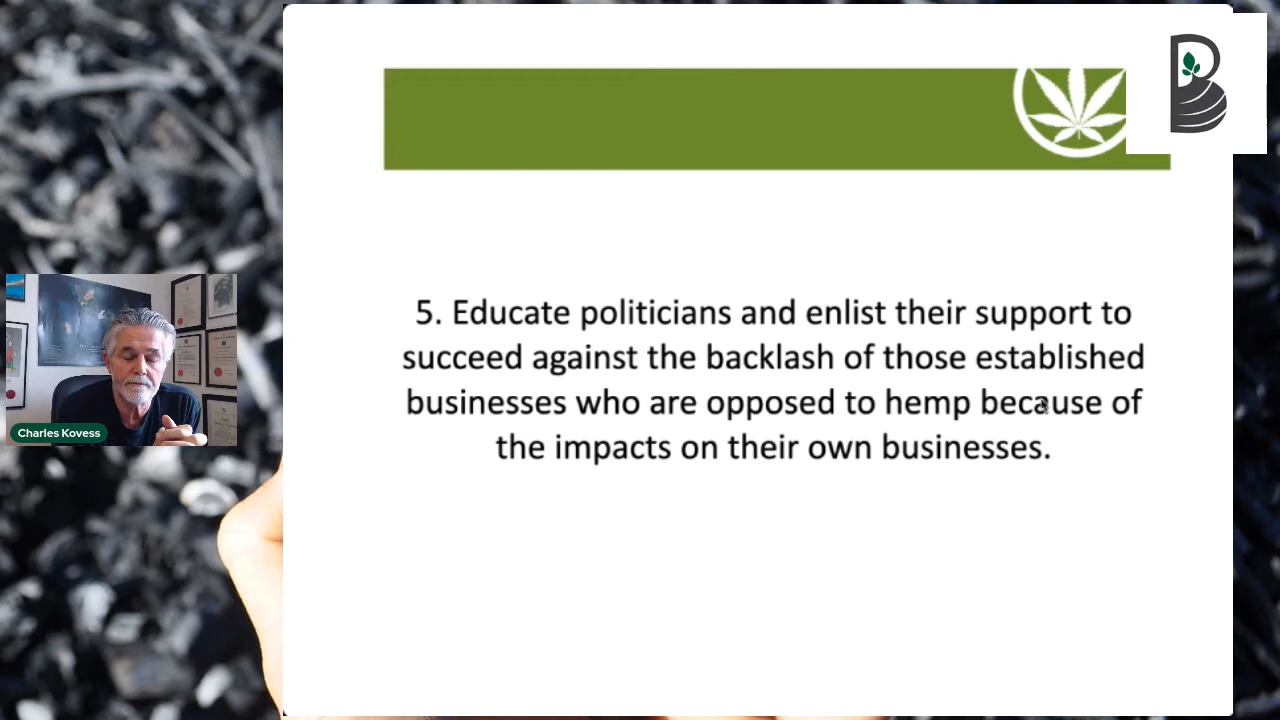 5. Educate politicians and enlist their support to
succeed against the backlash of those established
businesses who are opposed to hemp because of
the impacts on their own businesses.
Charles Kovess